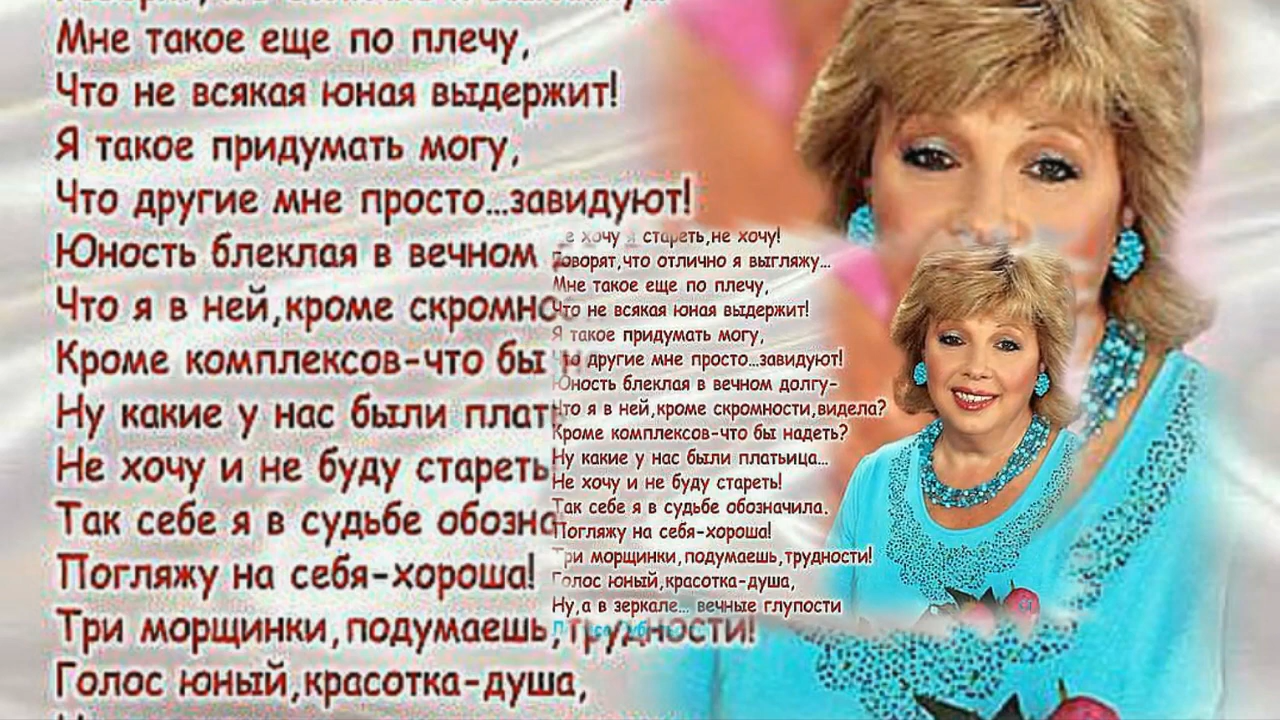 Мне такое еще по плечу,
Что не всякая юная выдержит!
Я такое придумать могу,
Что другие мне просто...завидуют!
Юность блеклая в вечном
Что я в ней,кроме скромно
Кроме комплексов-что бы
Ну какие у нас были плат
Не хочу и не буду стареть
Так себе я в судьбе обозна
Погляжу на себя-хороша!
Три морщинки,подумаешь,трудности!
Голос юный,красотка-душа,
е хочу я стареть,не хочу!
Говорят,что отлично я выгляжу...
Мне такое еще по плечу,
Что не всякая юная выдержит!
Я такое придумать могу,
Что другие мне просто...завидуют!
Юность блеклая в вечном долгу-
Что я в ней,кроме скромности,видела?
Кроме комплексов-что бы надеть?
Ну какие у нас были платьица...
Не хочу и не буду стареть!
Так себе я в судьбе обозначила.
Погляжу на себя-хороша!
Три морщинки,подумаешь,трудности!
Голос юный,красотка-душа,
Ну,а в зеркале... вечные глупости